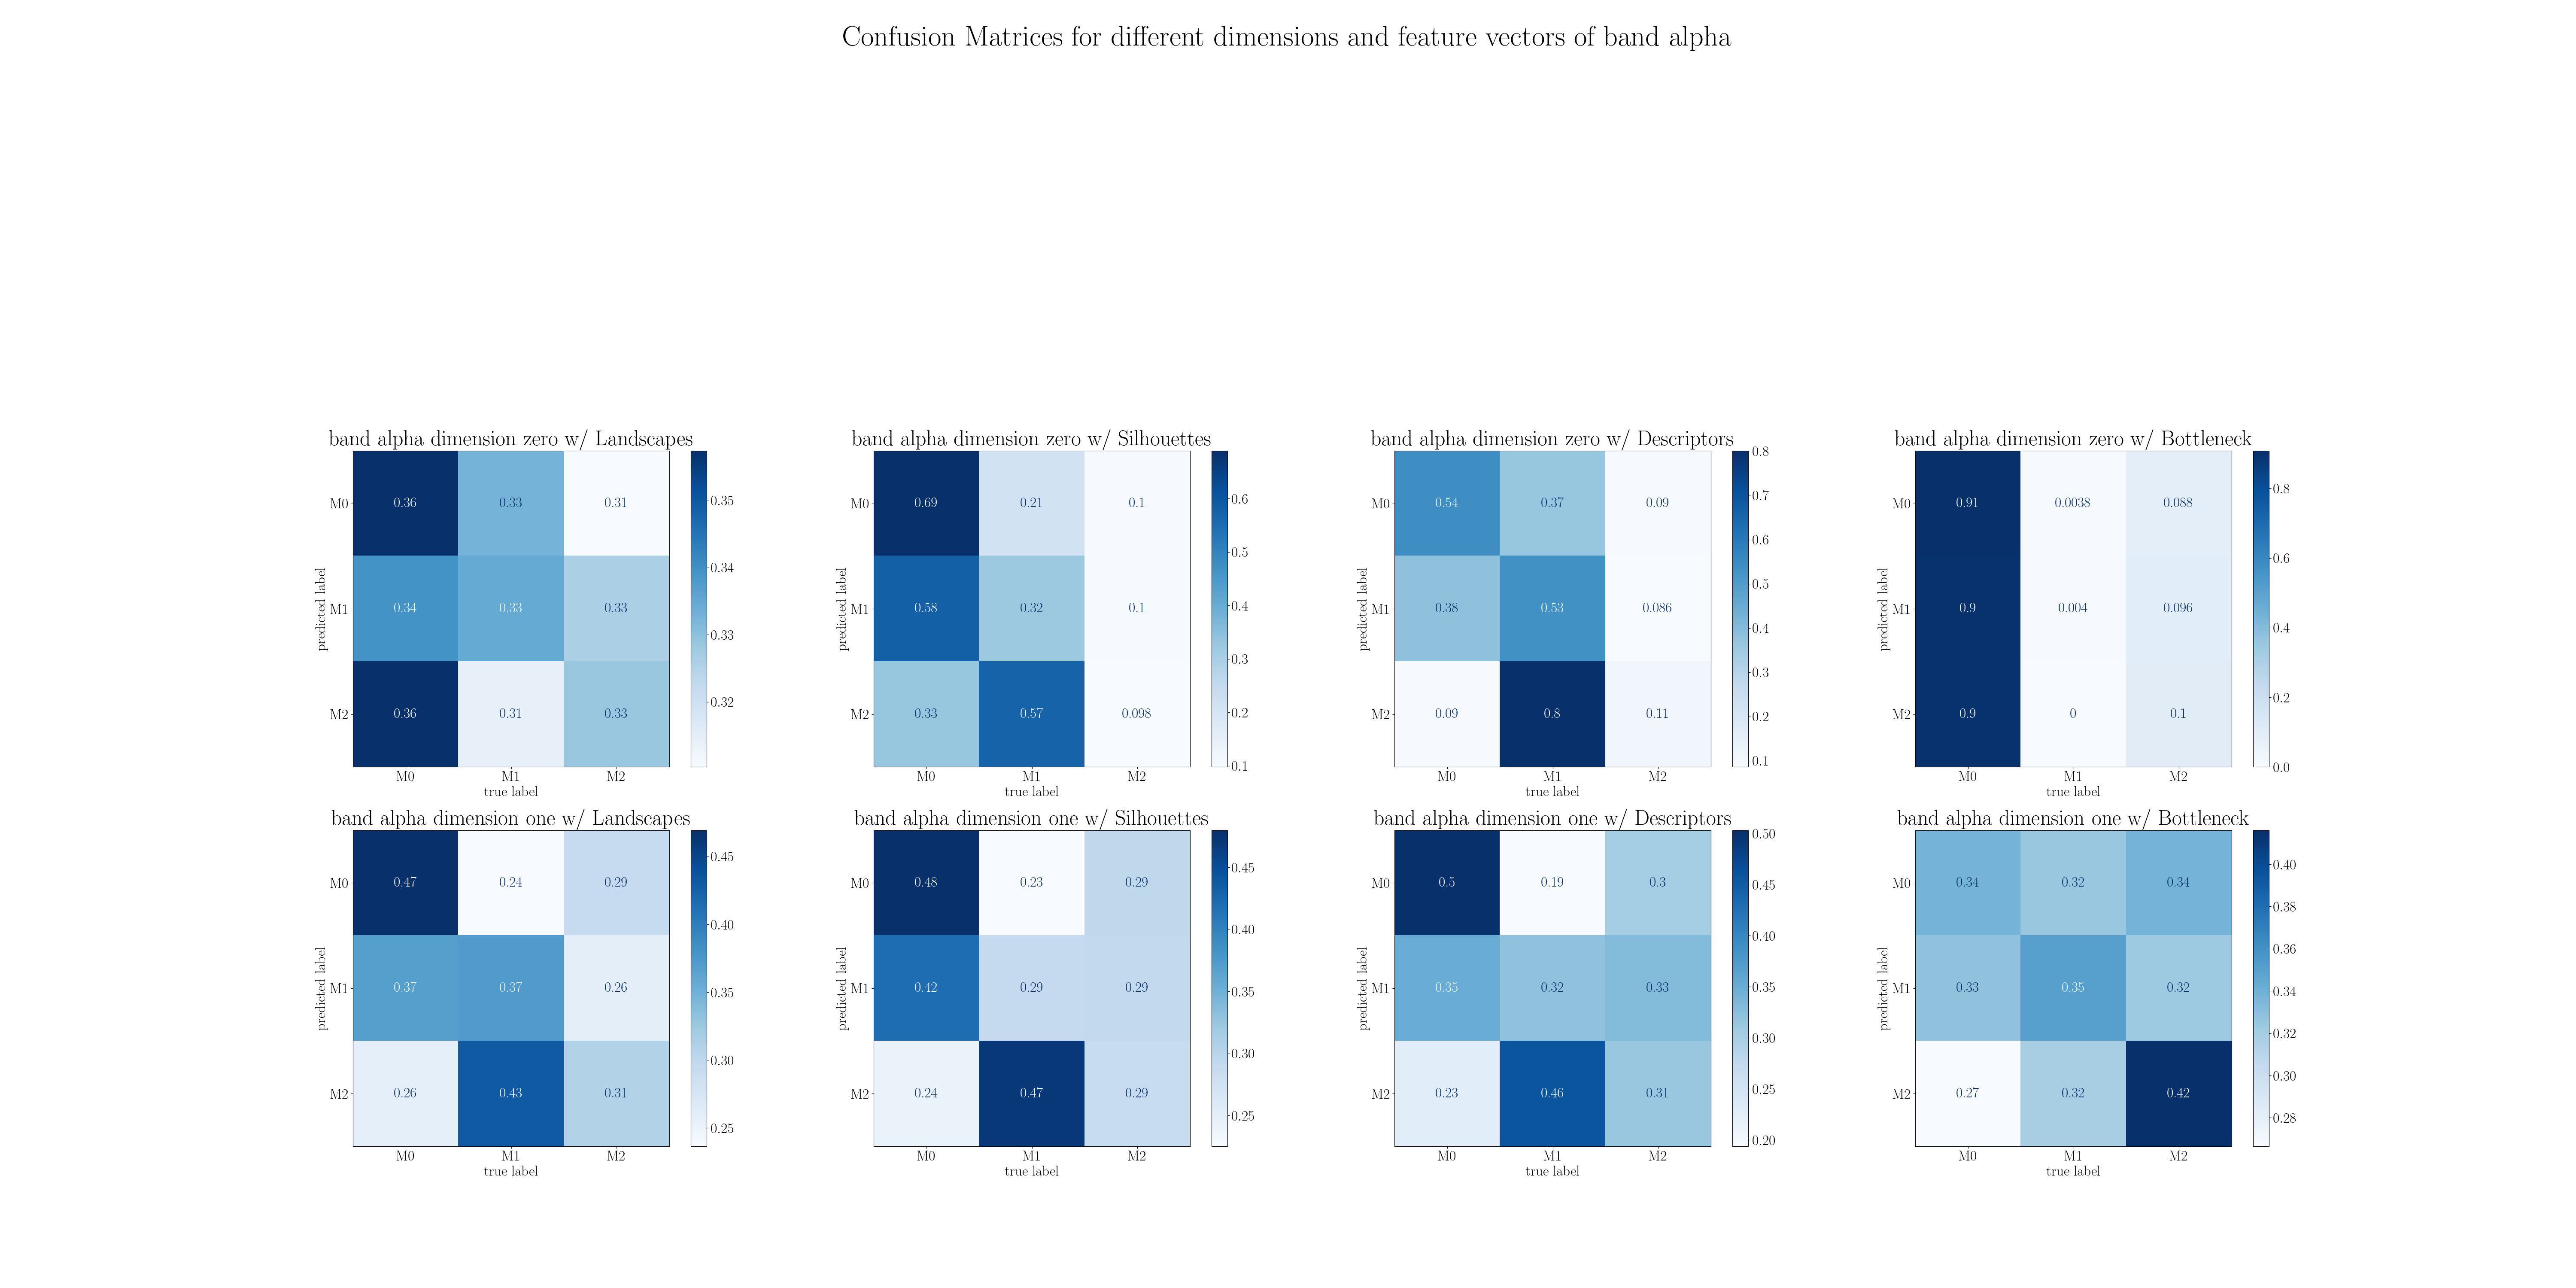 Confusion Matrices for different dimensions and feature vectors of band alpha
band alpha dimension zero w/ Landscapes
predicted label
M0 0.36 0.33 0.31
M1 0.34 0.33 0.33
M2 0.36 0.31 0.33
M0 M1 M2
true label
0.35
0.34
0.33
0.32
band alpha dimension zero w/ Silhouettes
predicted label
M0 0.69 0.21 0.1
M1 0.58 0.32 0.1
M2 0.33 0.57 0.098
M0 M1 M2
true label
0.6
0.5
0.4
0.3
0.2
0.1
band alpha dimension zero w/ Descriptors
predicted label
M0 0.54 0.37 0.09
M1 0.38 0.53 0.086
M2 0.09 0.8 0.11
M0 M1 M2
true label
0.8
0.7
0.6
0.5
0.4
0.3
0.2
0.1
band alpha dimension zero w/ Bottleneck
predicted label
M0 0.91 0.0038 0.088
M1 0.9 0.004 0.096
M2 0.9 0 0.1
M0 M1 M2
true label
0.8
0.6
0.4
0.2
0.0
band alpha dimension one w/ Landscapes
predicted label
M0 0.47 0.24 0.29
M1 0.37 0.37 0.26
M2 0.26 0.43 0.31
M0 M1 M2
true label
0.45
0.40
0.35
0.30
0.25
band alpha dimension one w/ Silhouettes
predicted label
M0 0.48 0.23 0.29
M1 0.42 0.29 0.29
M2 0.24 0.47 0.29
M0 M1 M2
true label
0.45
0.40
0.35
0.30
0.25
band alpha dimension one w/ Descriptors
predicted label
M0 0.5 0.19 0.3
M1 0.35 0.32 0.33
M2 0.23 0.46 0.31
M0 M1 M2
true label
0.50
0.45
0.40
0.35
0.30
0.25
0.20
band alpha dimension one w/ Bottleneck
predicted label
M0 0.34 0.32 0.34
M1 0.33 0.35 0.32
M2 0.27 0.32 0.42
M0 M1 M2
true label
0.40
0.38
0.36
0.34
0.32
0.30
0.28